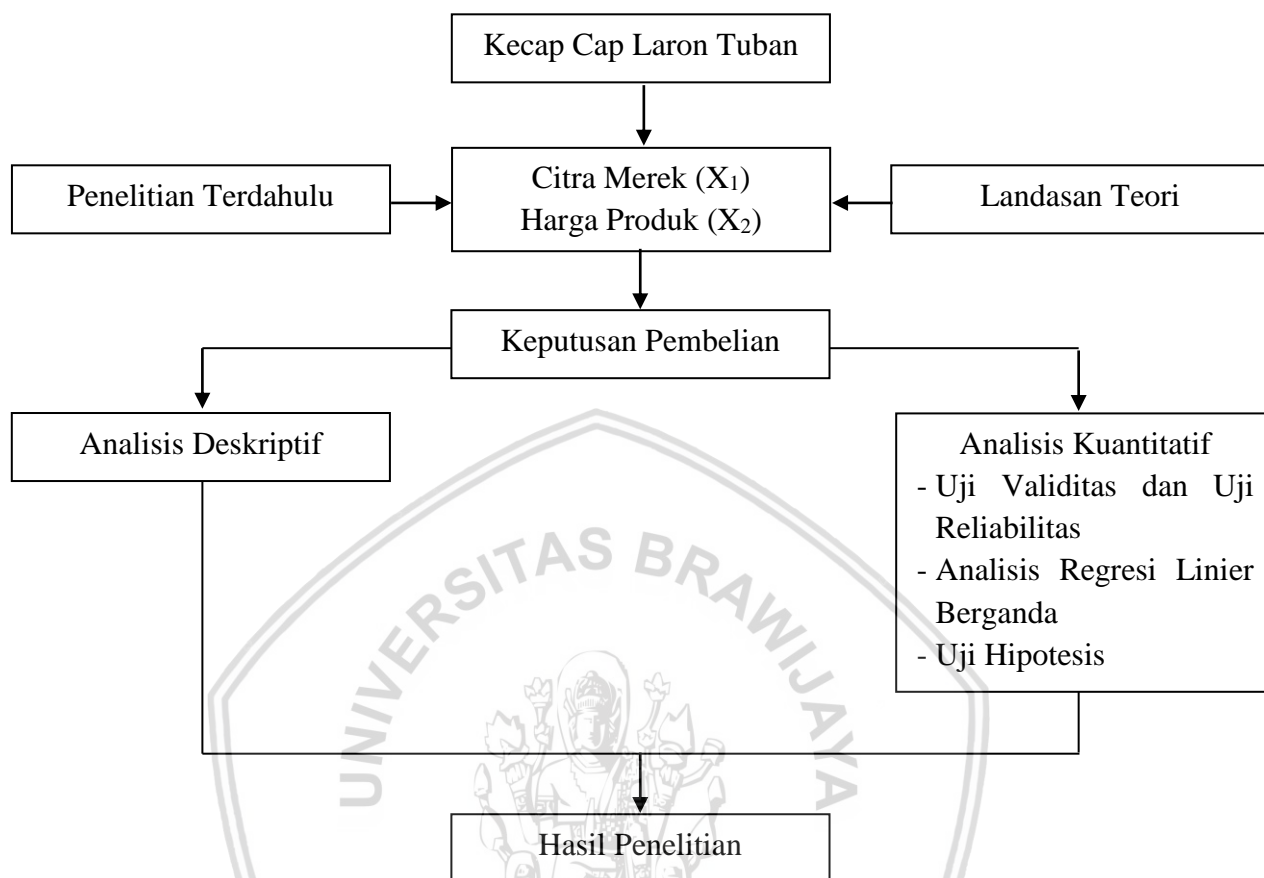 Kecap Cap Laron Tuban
Penelitian Terdahulu
Citra Merek (X₁)
Harga Produk (X₂)
Landasan Teori
Keputusan Pembelian
Analisis Deskriptif
Analisis Kuantitatif
- Uji Validitas dan Uji
Reliabilitas
- Analisis Regresi Linier
Berganda
- Uji Hipotesis
UNIVERSITAS BRAWIJAYA
Hasil Penelitian